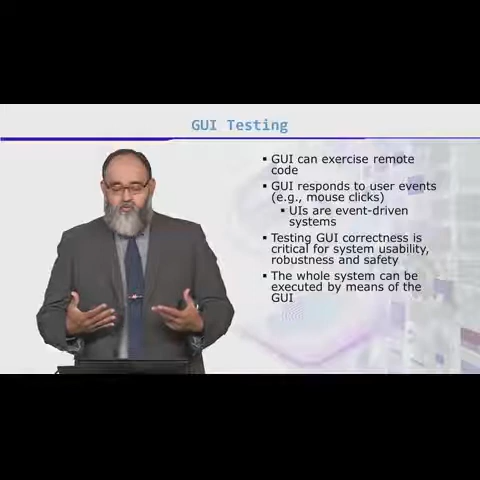 GUI Testing
▪ GUI can exercise remote
code
▪ GUI responds to user events
(e.g., mouse clicks)
▪ UIs are event-driven
systems
▪ Testing GUI correctness is
critical for system usability,
robustness and safety
▪ The whole system can be
executed by means of the
GUI